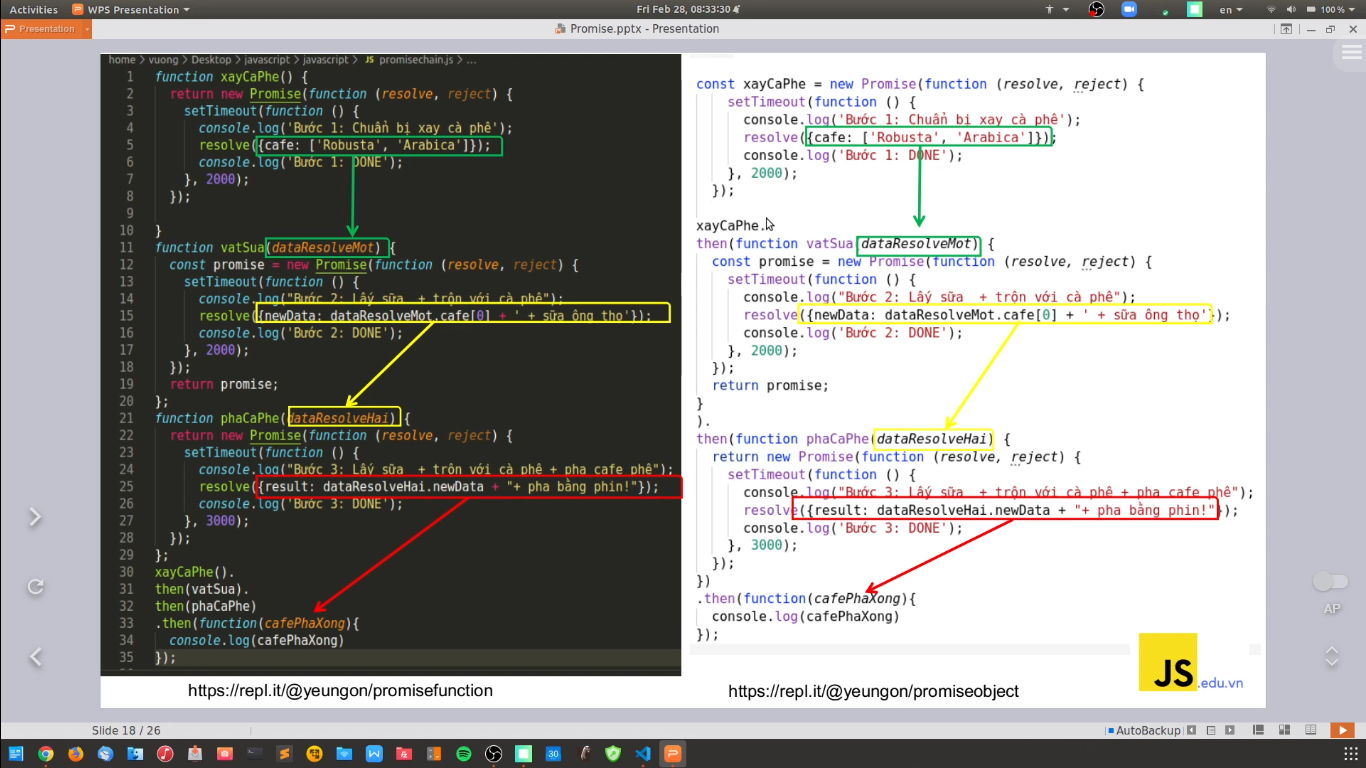 Activities
WPS Presentation
Fri Feb 28, 08:33:30
en
100 %
Presentation
Promise.pptx - Presentation
home > vuong > Desktop > javascript > javascript > JS promisechain.js > ...
1 function xayCaPhe() {
2 return new Promise(function (resolve, reject) {
3 setTimeout(function () {
4 console.log('Bước 1: Chuẩn bị xay cà phê');
5 resolve({cafe: ['Robusta', 'Arabica']});
6 console.log('Bước 1: DONE');
7 }, 2000);
8 });
9
10 }
11 function vatSua(dataResolveMot) {
12 const promise = new Promise(function (resolve, reject) {
13 setTimeout(function () {
14 console.log("Bước 2: Lấy sữa + trộn với cà phê");
15 resolve({newData: dataResolveMot.cafe[0] + ' + sữa ông thọ'});
16 console.log('Bước 2: DONE');
17 }, 2000);
18 });
19 return promise;
20 };
21 function phaCaPhe(dataResolveHai) {
22 return new Promise(function (resolve, reject) {
23 setTimeout(function () {
24 console.log("Bước 3: Lấy sữa + trộn với cà phê + pha cafe phê");
25 resolve({result: dataResolveHai.newData + "+ pha bằng phin!"});
26 console.log('Bước 3: DONE');
27 }, 3000);
28 });
29 };
30 xayCaPhe().
31 then(vatSua).
32 then(phaCaPhe)
33 .then(function(cafePhaXong){
34 console.log(cafePhaXong)
35 });
https://repl.it/@yeungon/promisefunction
const xayCaPhe = new Promise(function (resolve, reject) {
setTimeout(function () {
console.log('Bước 1: Chuẩn bị xay cà phê');
resolve({cafe: ['Robusta', 'Arabica']});
console.log('Bước 1: DONE');
}, 2000);
});
xayCaPhe.
then(function vatSua(dataResolveMot) {
const promise = new Promise(function (resolve, reject) {
setTimeout(function () {
console.log("Bước 2: Lấy sữa + trộn với cà phê");
resolve({newData: dataResolveMot.cafe[0] + ' + sữa ông thọ'});
console.log('Bước 2: DONE');
}, 2000);
});
return promise;
}
).
then(function phaCaPhe(dataResolveHai) {
return new Promise(function (resolve, reject) {
setTimeout(function () {
console.log("Bước 3: Lấy sữa + trộn với cà phê + pha cafe phê");
resolve({result: dataResolveHai.newData + "+ pha bằng phin!"});
console.log('Bước 3: DONE');
}, 3000);
});
})
.then(function(cafePhaXong){
console.log(cafePhaXong)
});
https://repl.it/@yeungon/promiseobject
JS.edu.vn
AP
Slide 18 / 26
AutoBackup
30